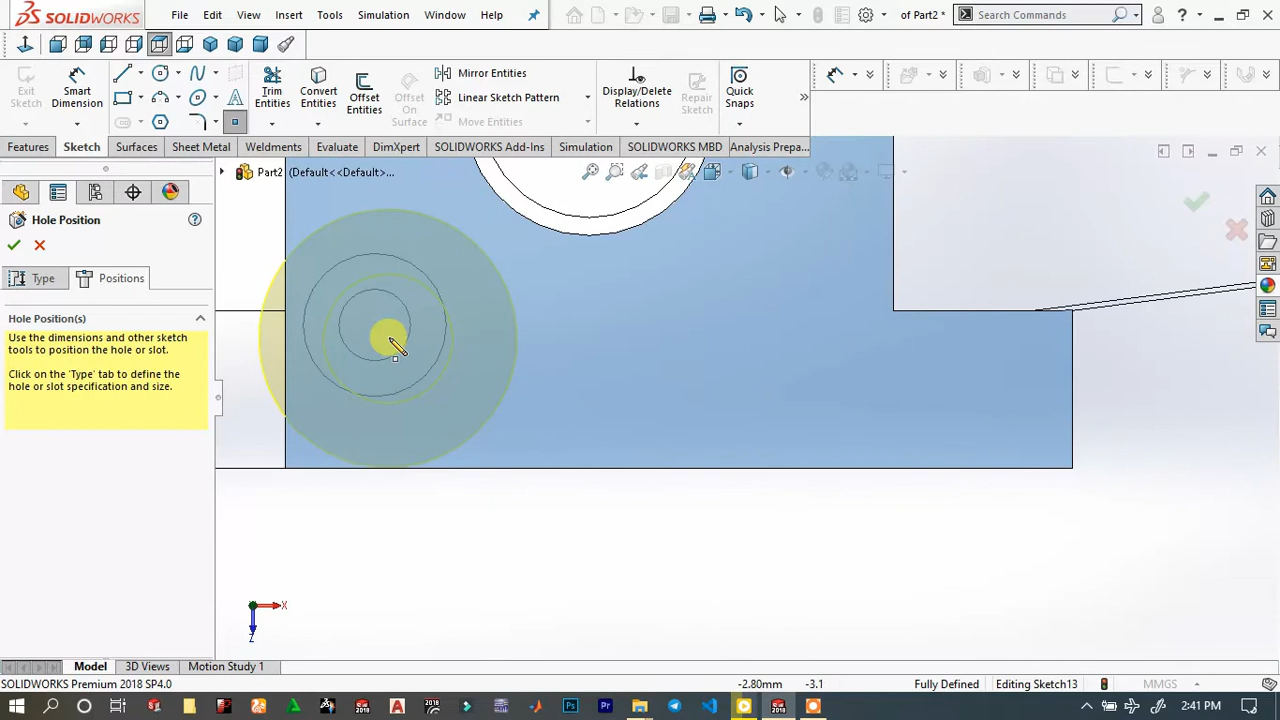 SOLIDWORKS File Edit View Insert Tools Simulation Window Help of Part2 * Search Commands
Exit Sketch Smart Dimension Trim Entities Convert Entities Offset Entities Offset On Surface Mirror Entities Linear Sketch Pattern Move Entities Display/Delete Relations Repair Sketch Quick Snaps
Features Sketch Surfaces Sheet Metal Weldments Evaluate DimXpert SOLIDWORKS Add-Ins Simulation SOLIDWORKS MBD Analysis Prepa...
Part2 (Default<<Default>...
Hole Position
Type Positions
Hole Position(s)
Use the dimensions and other sketch
tools to position the hole or slot.
Click on the 'Type' tab to define the
hole or slot specification and size.
X
Z
Model 3D Views Motion Study 1
SOLIDWORKS Premium 2018 SP4.0 -2.80mm -3.1 Fully Defined Editing Sketch13 MMGS
2:41 PM